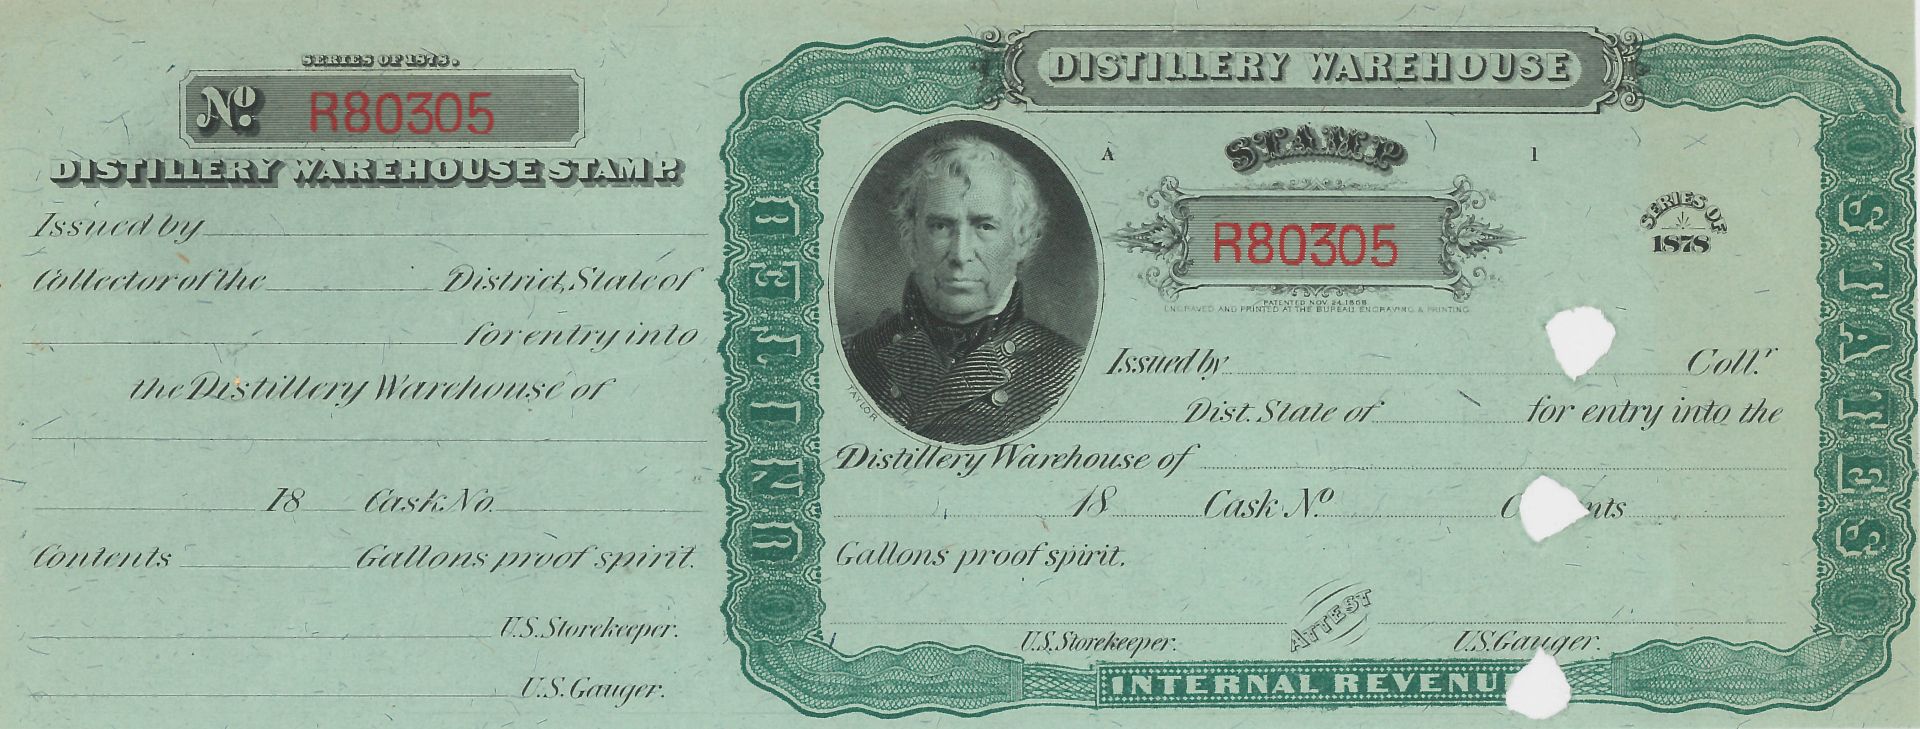 SERIES OF 1878.
No. R80305
DISTILLERY WAREHOUSE STAMP.
Issued by
Collector of the District, State of
for entry into
the Distillery Warehouse of
18 Cask No.
Contents Gallons proof spirit.
U.S. Storekeeper.
U.S. Gauger.
DISTILLERY WAREHOUSE
STAMP
A 1
R80305
SERIES OF
1878
PATENTED NOV. 24, 1868
ENGRAVED AND PRINTED AT THE BUREAU ENGRAVING & PRINTING
TAYLOR
UNITED
STATES
Issued by Collr.
Dist. State of for entry into the
Distillery Warehouse of
18 Cask No. C nts
Gallons proof spirit.
ATTEST
U.S. Storekeeper. U.S. Gauger.
INTERNAL REVENU